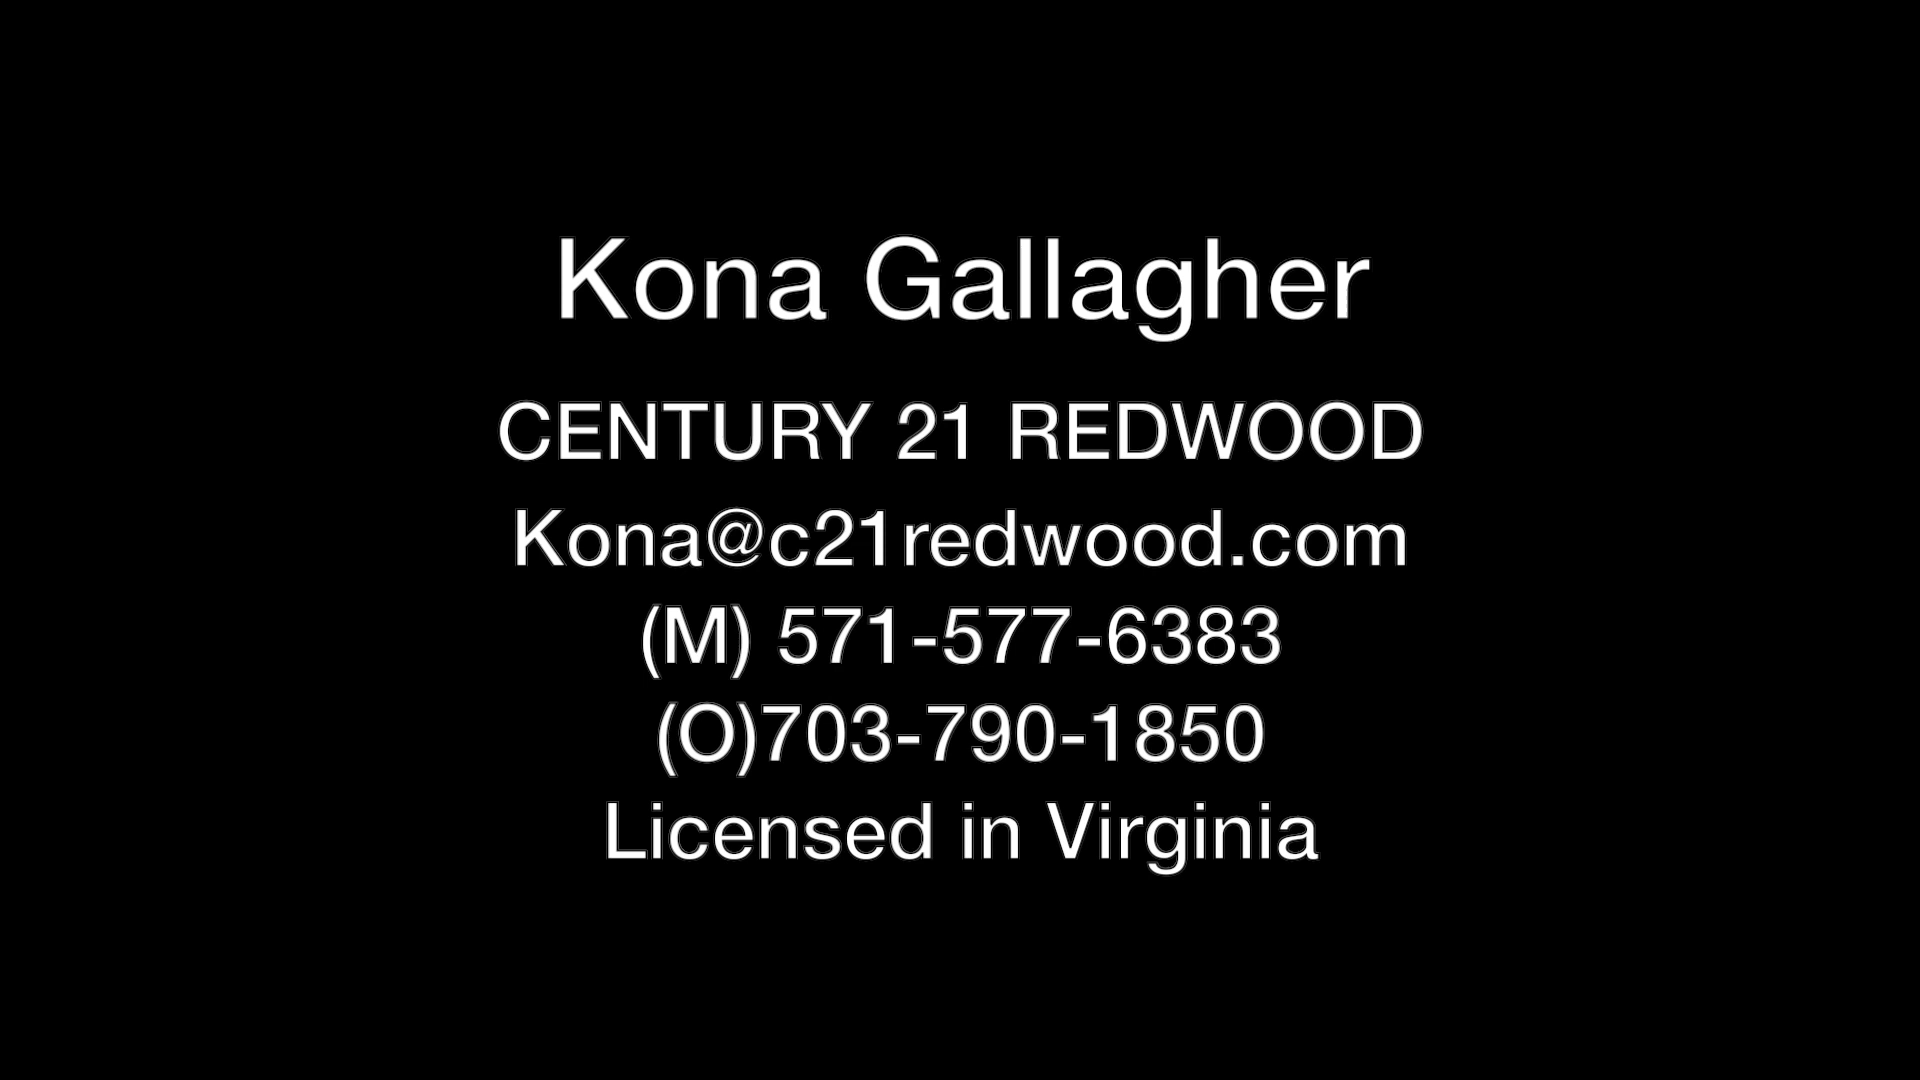 Kona Gallagher
CENTURY 21 REDWOOD
Kona@c21redwood.com
(M) 571-577-6383
(O)703-790-1850
Licensed in Virginia